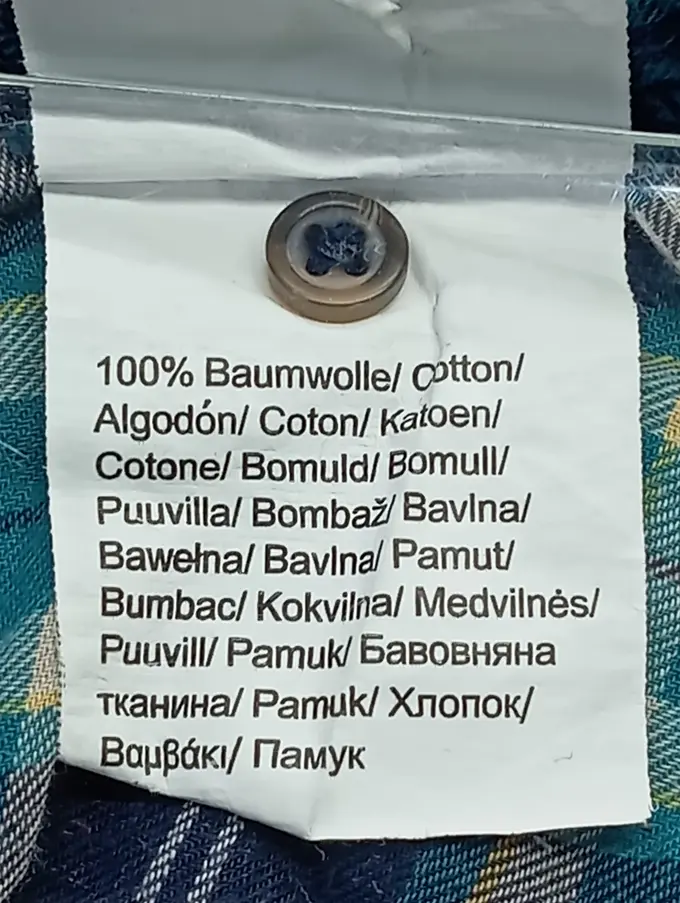 100% Baumwolle/ Cotton/
Algodón/ Coton/ Katoen/
Cotone/ Bomuld/ Bomull/
Puuvilla/ Bombaž/ Bavlna/
Bawełna/ Bavlna/ Pamut/
Bumbac/ Kokvilna/ Medvilnės/
Puuvill/ Pamuk/ Бавовняна
тканина/ Pamuk/ Хлопок/
Βαμβάκι/ Памук